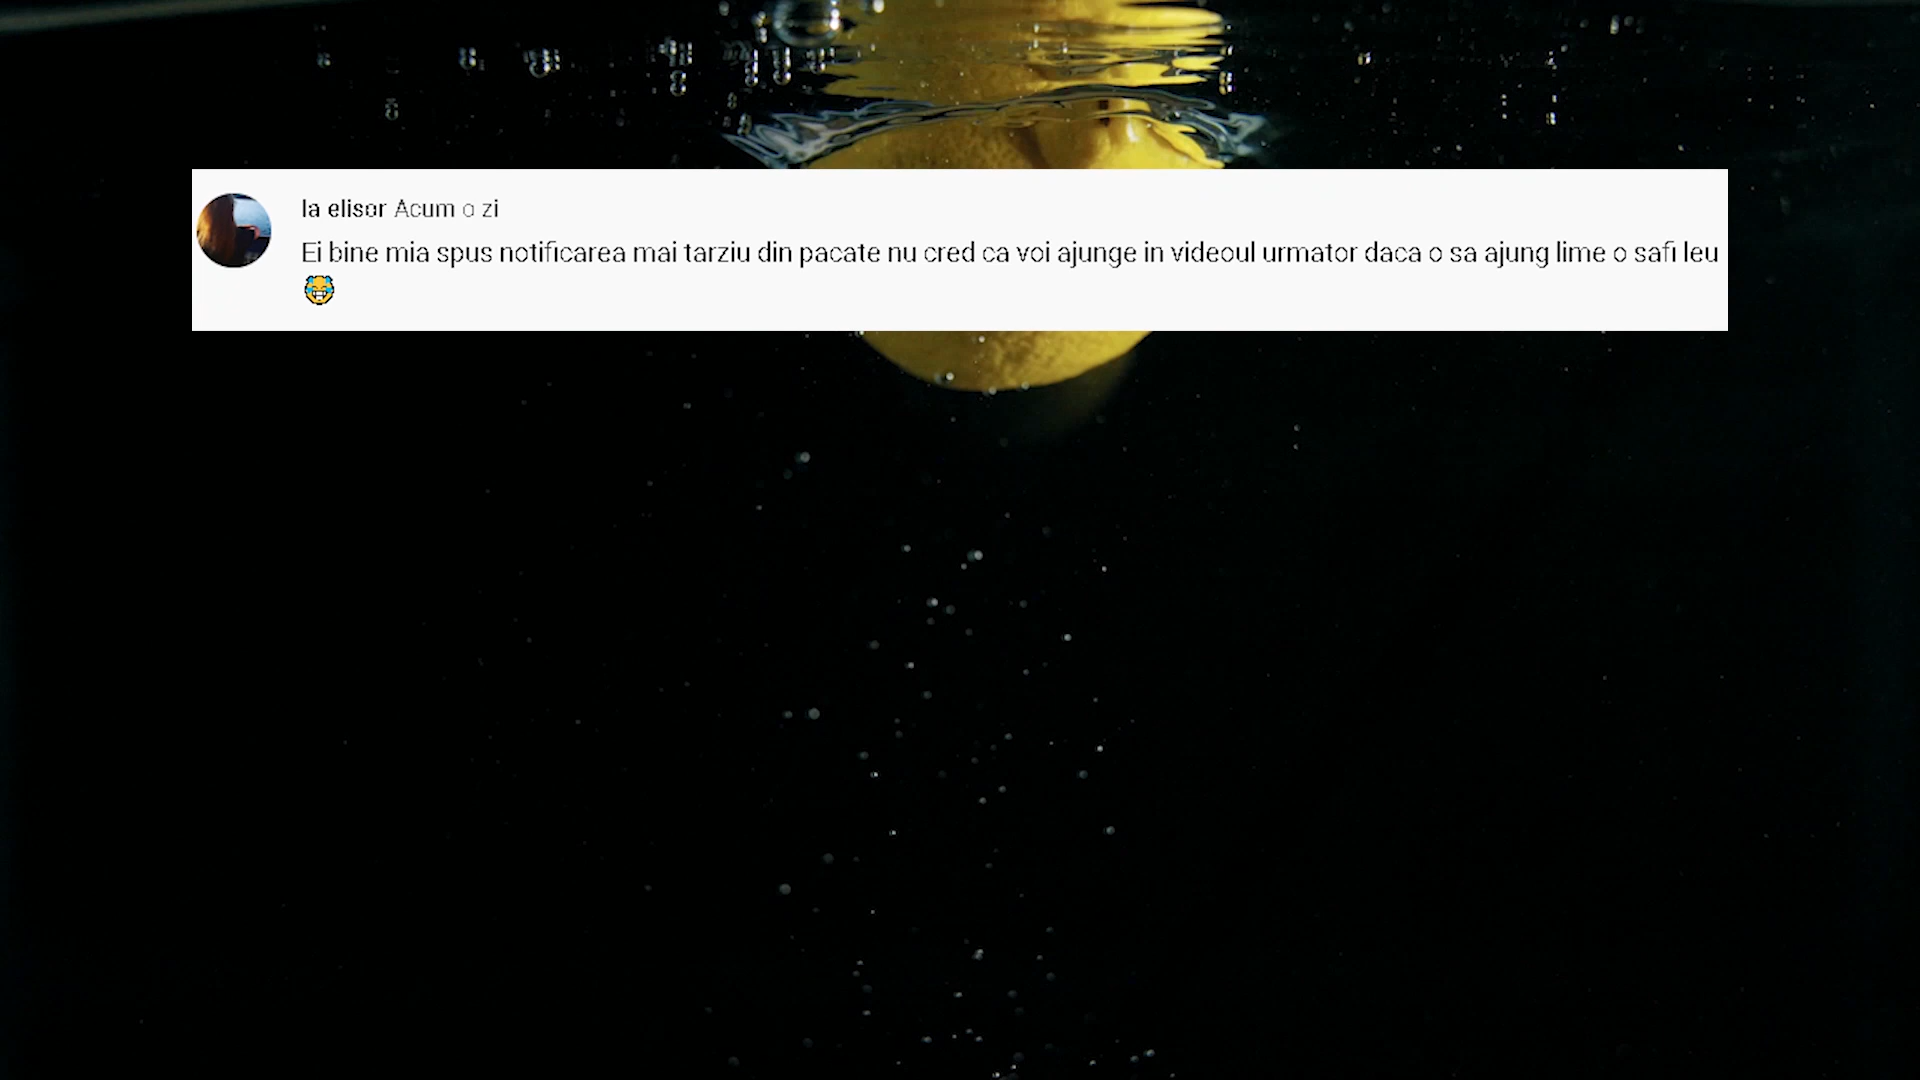 la elisor Acum o zi
Ei bine mia spus notificarea mai tarziu din pacate nu cred ca voi ajunge in videoul urmator daca o sa ajung lime o safi leu
😂